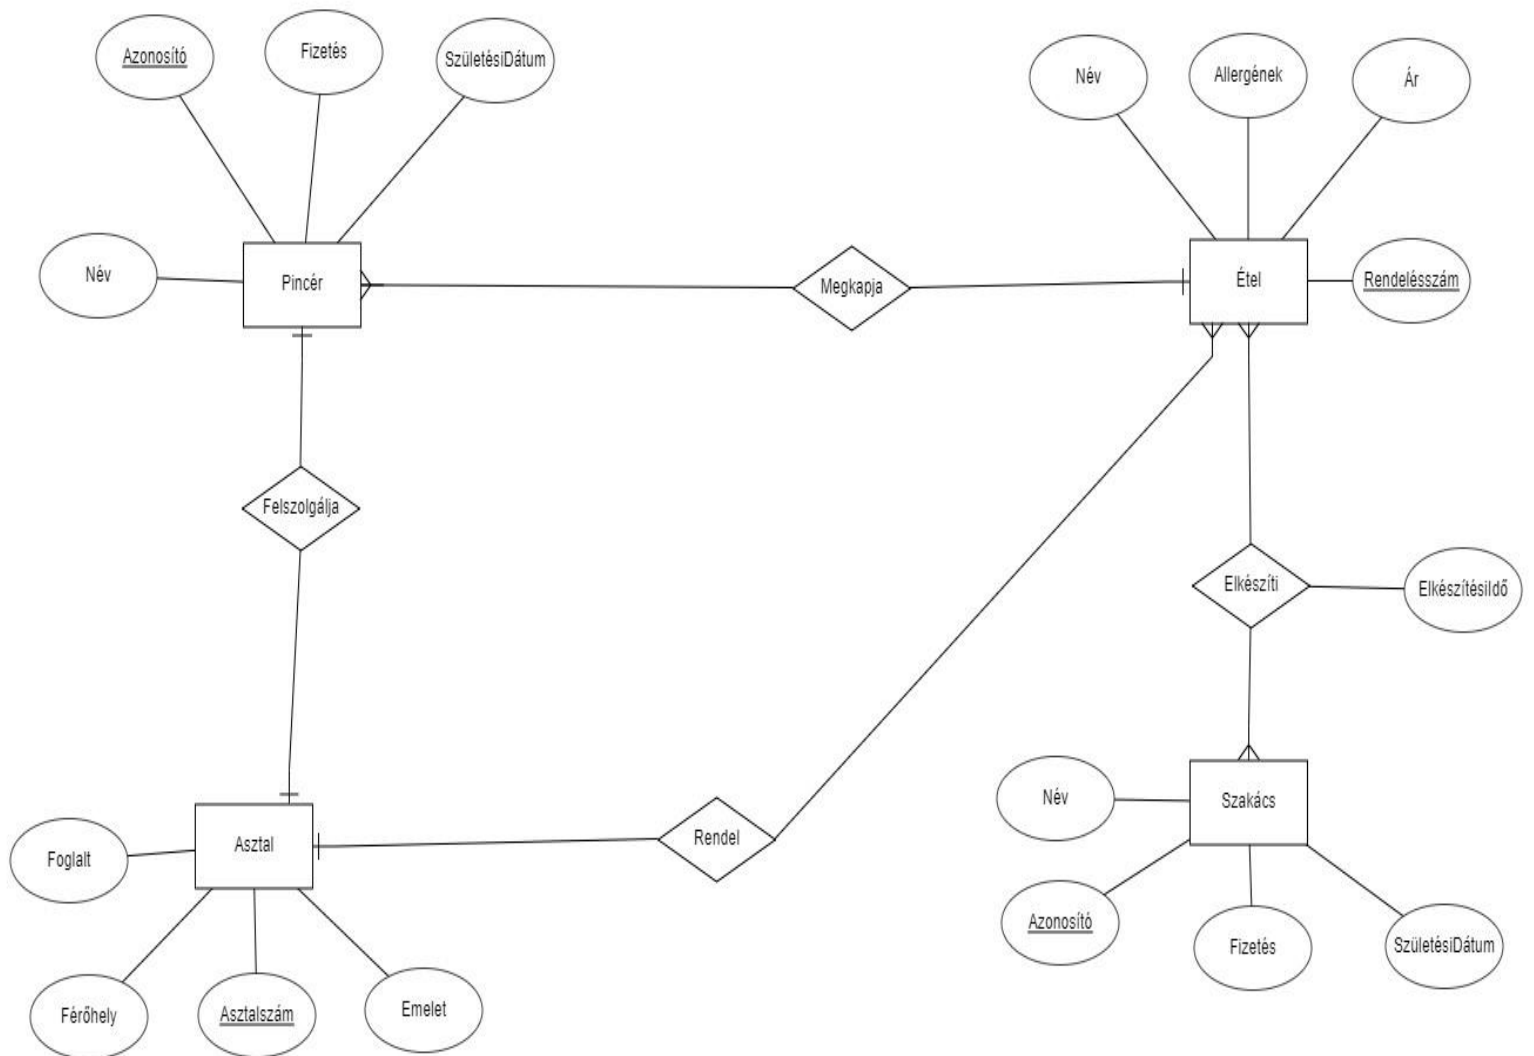 Azonosító
Fizetés
SzületésiDátum
Név
Allergének
Ár
Név
Pincér
Megkapja
Étel
Rendelésszám
Felszolgálja
Elkészíti
ElkészítésiIdő
Név
Szakács
Foglalt
Asztal
Rendel
Azonosító
Fizetés
SzületésiDátum
Férőhely
Asztalszám
Emelet